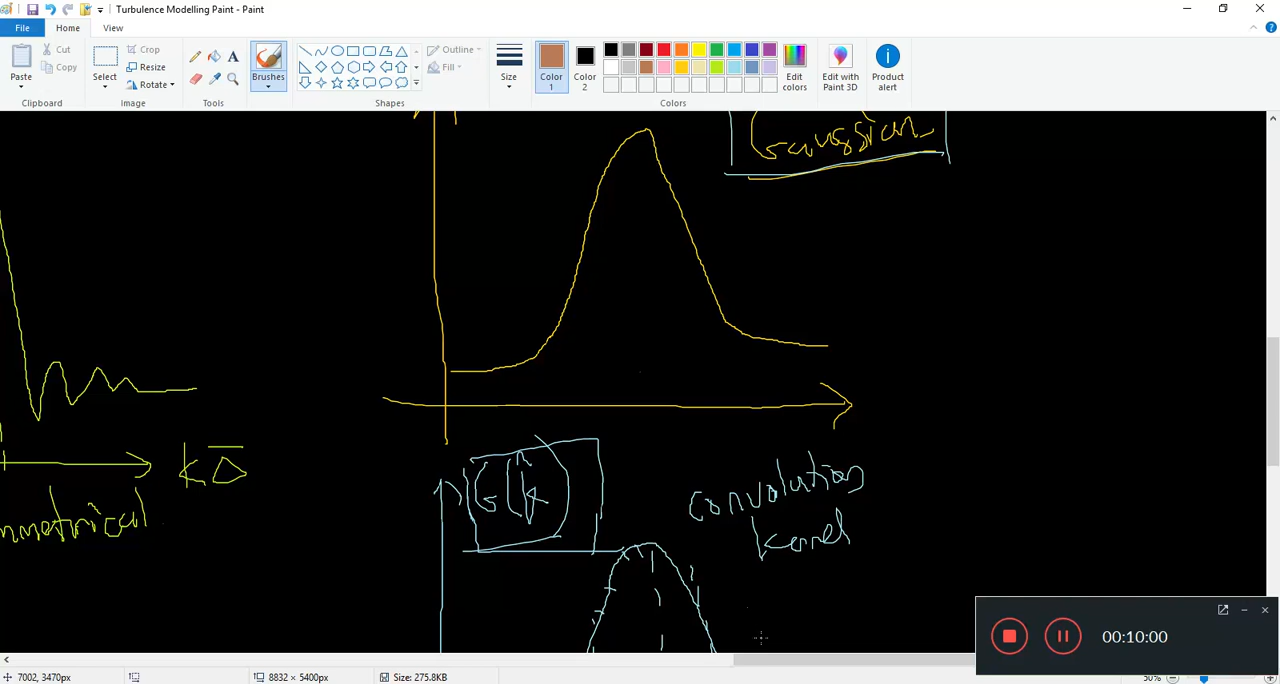 Turbulence Modelling Paint - Paint
File Home View
Paste
Cut
Copy
Clipboard
Select
Crop
Resize
Rotate
Image
Tools
Brushes
Shapes
Outline
Fill
Size
Color 1
Color 2
Edit colors
Colors
Edit with Paint 3D
Product alert
Gaussian
convolution
kernel
00:10:00
7002, 3470px
8832 × 5400px
Size: 275.8KB
50%